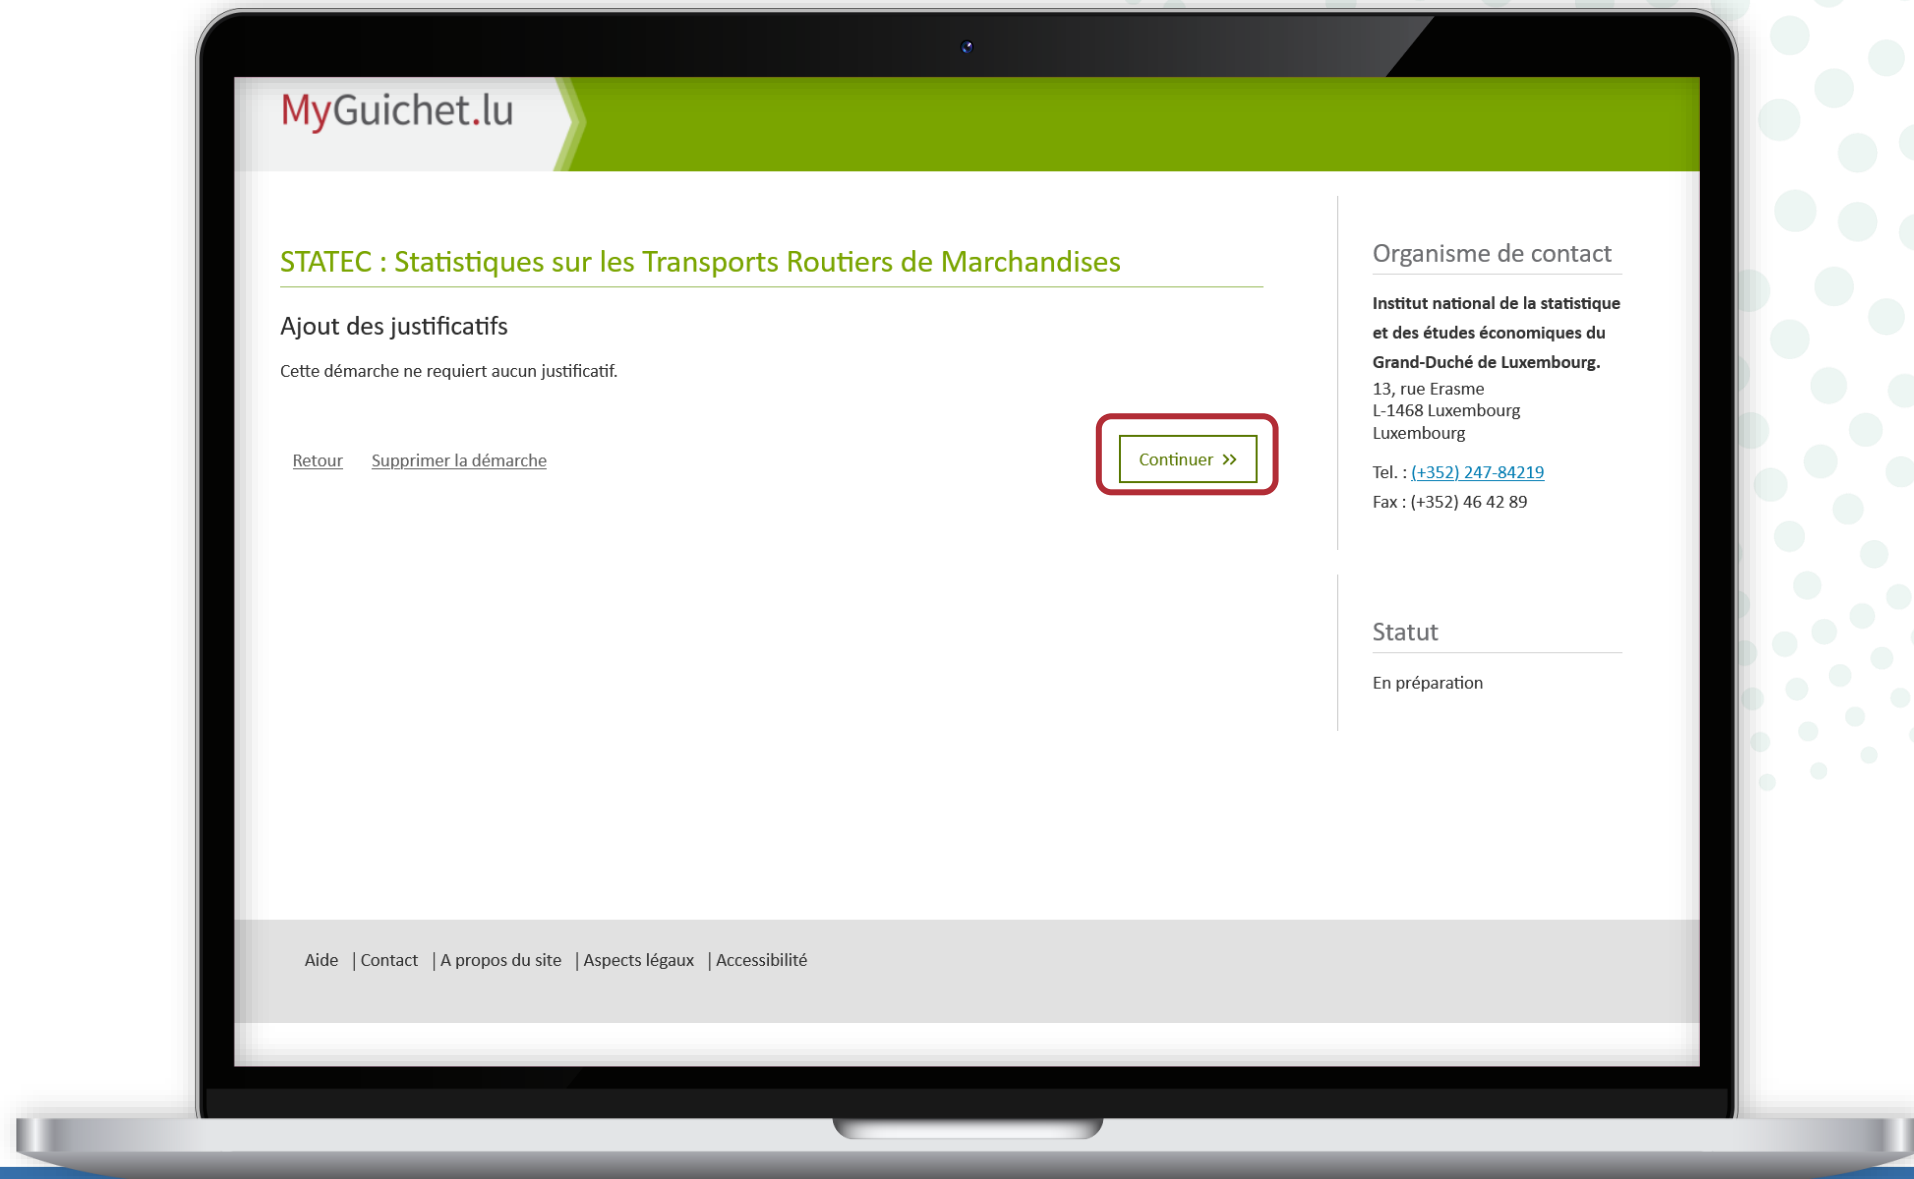 MyGuichet.lu
STATEC : Statistiques sur les Transports Routiers de Marchandises
Ajout des justificatifs
Cette démarche ne requiert aucun justificatif.
Retour Supprimer la démarche Continuer >>
Organisme de contact
Institut national de la statistique
et des études économiques du
Grand-Duché de Luxembourg.
13, rue Erasme
L-1468 Luxembourg
Luxembourg
Tel. : (+352) 247-84219
Fax : (+352) 46 42 89
Statut
En préparation
Aide | Contact | A propos du site | Aspects légaux | Accessibilité